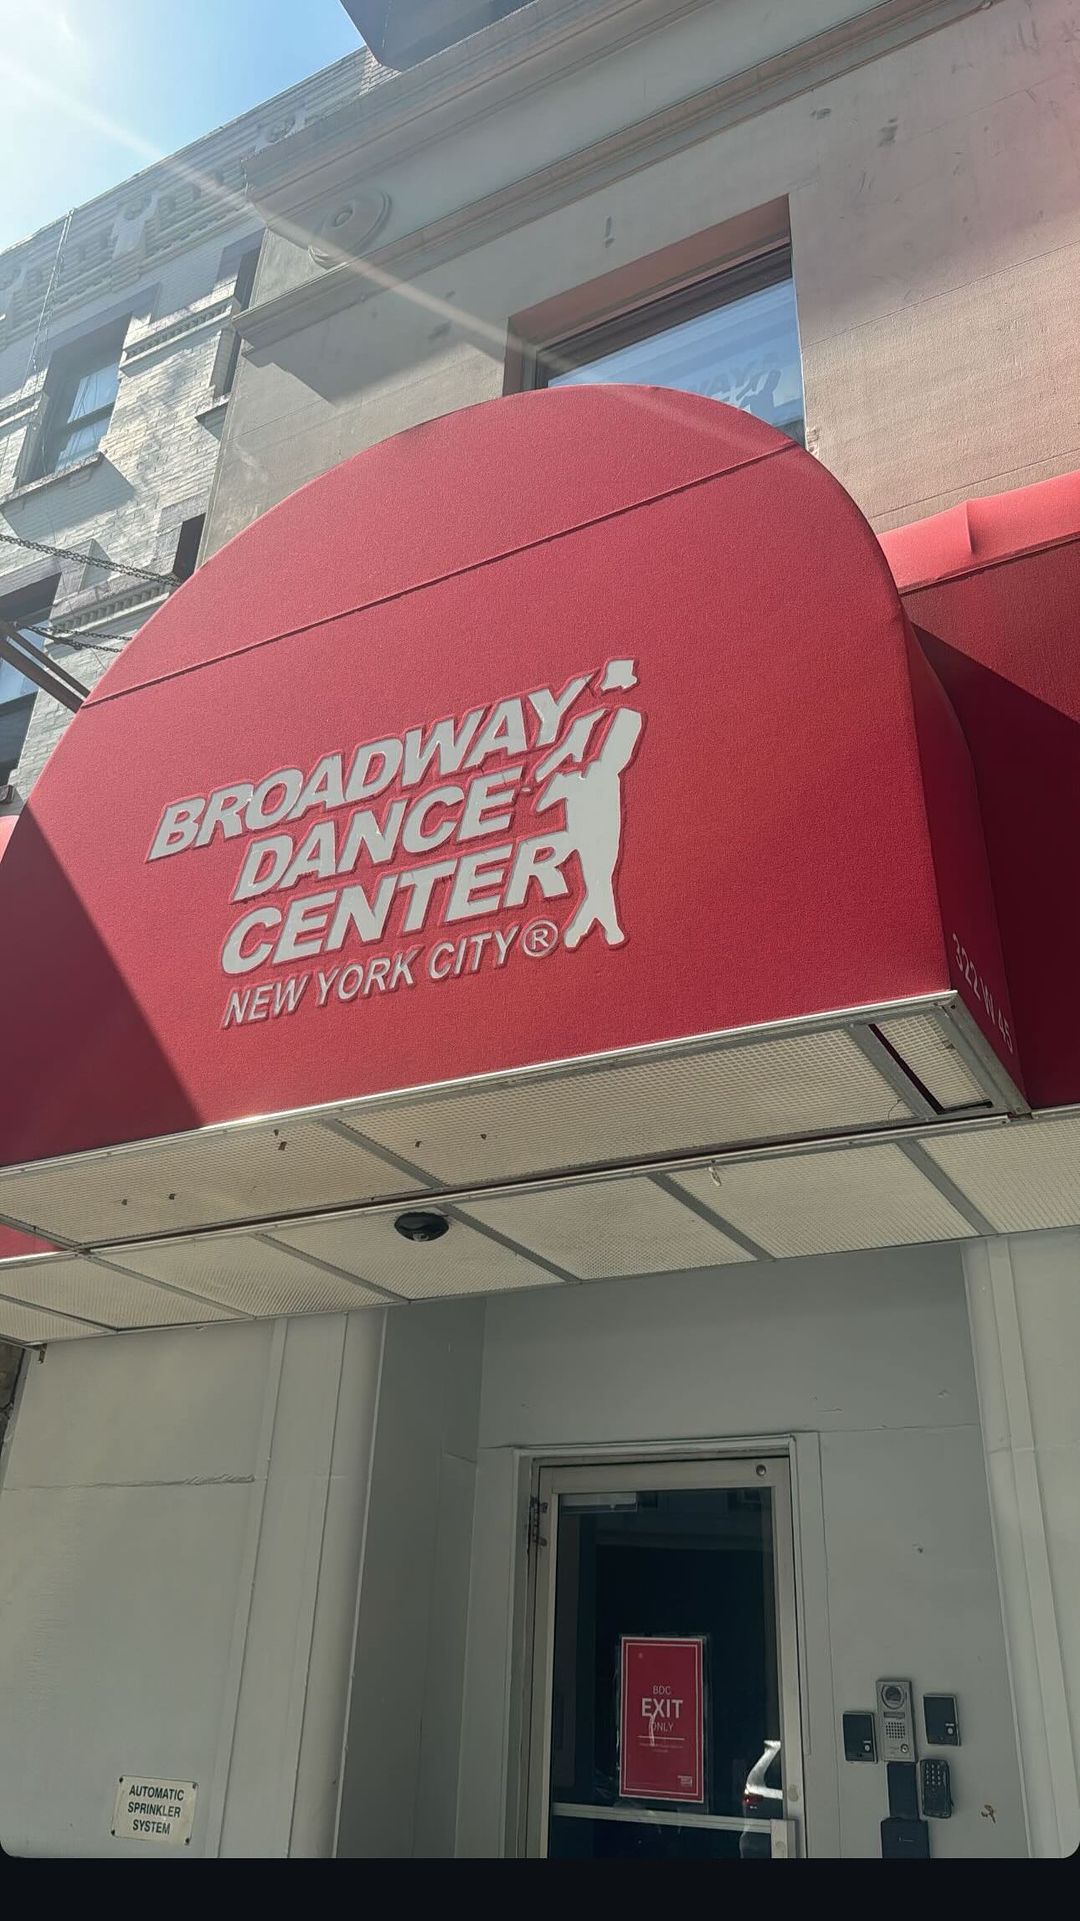 BROADWAY
DANCE
CENTER
NEW YORK CITY®
322 W 45
BDC
EXIT
ONLY
AUTOMATIC
SPRINKLER
SYSTEM